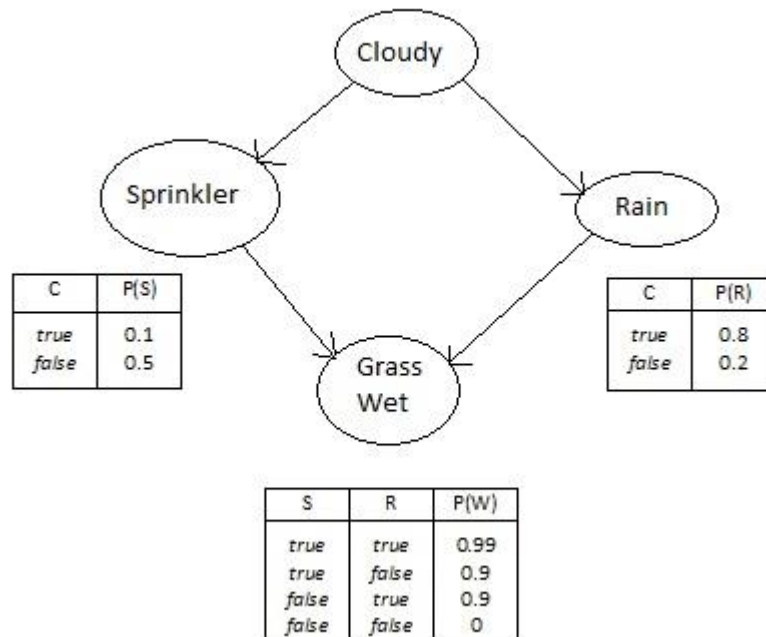 Cloudy
Sprinkler
Rain
C P(S)
true 0.1
false 0.5
C P(R)
true 0.8
false 0.2
Grass
Wet
S R P(W)
true true 0.99
true false 0.9
false true 0.9
false false 0